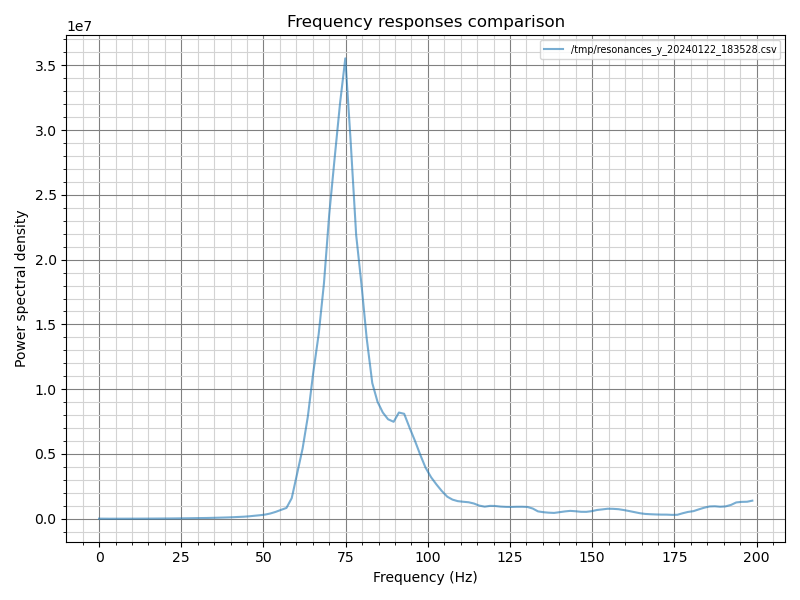 Frequency responses comparison
1e7
/tmp/resonances_y_20240122_183528.csv
3.5
3.0
2.5
2.0
1.5
1.0
0.5
0.0
Power spectral density
0 25 50 75 100 125 150 175 200
Frequency (Hz)